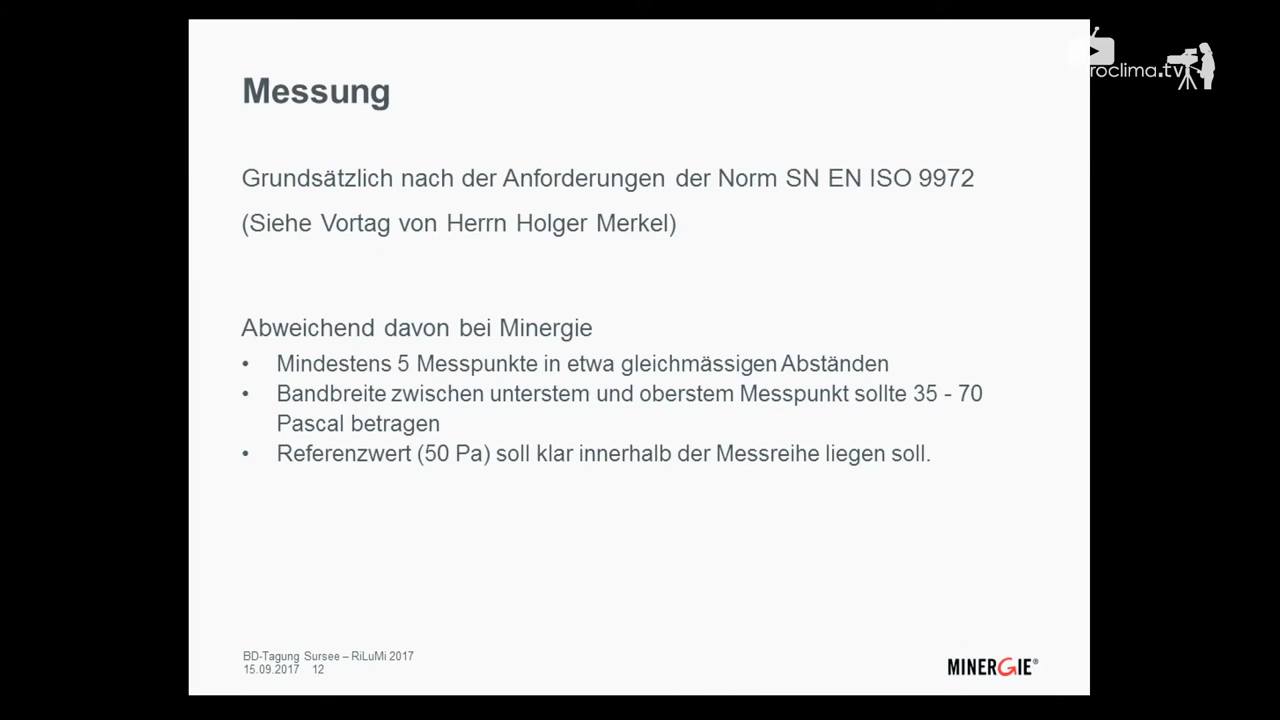 Messung
Grundsätzlich nach der Anforderungen der Norm SN EN ISO 9972
(Siehe Vortag von Herrn Holger Merkel)
Abweichend davon bei Minergie
• Mindestens 5 Messpunkte in etwa gleichmässigen Abständen
• Bandbreite zwischen unterstem und oberstem Messpunkt sollte 35 - 70
Pascal betragen
• Referenzwert (50 Pa) soll klar innerhalb der Messreihe liegen soll.
BD-Tagung Sursee – RiLuMi 2017
15.09.2017 12
MINERGIE®
roclima.tv